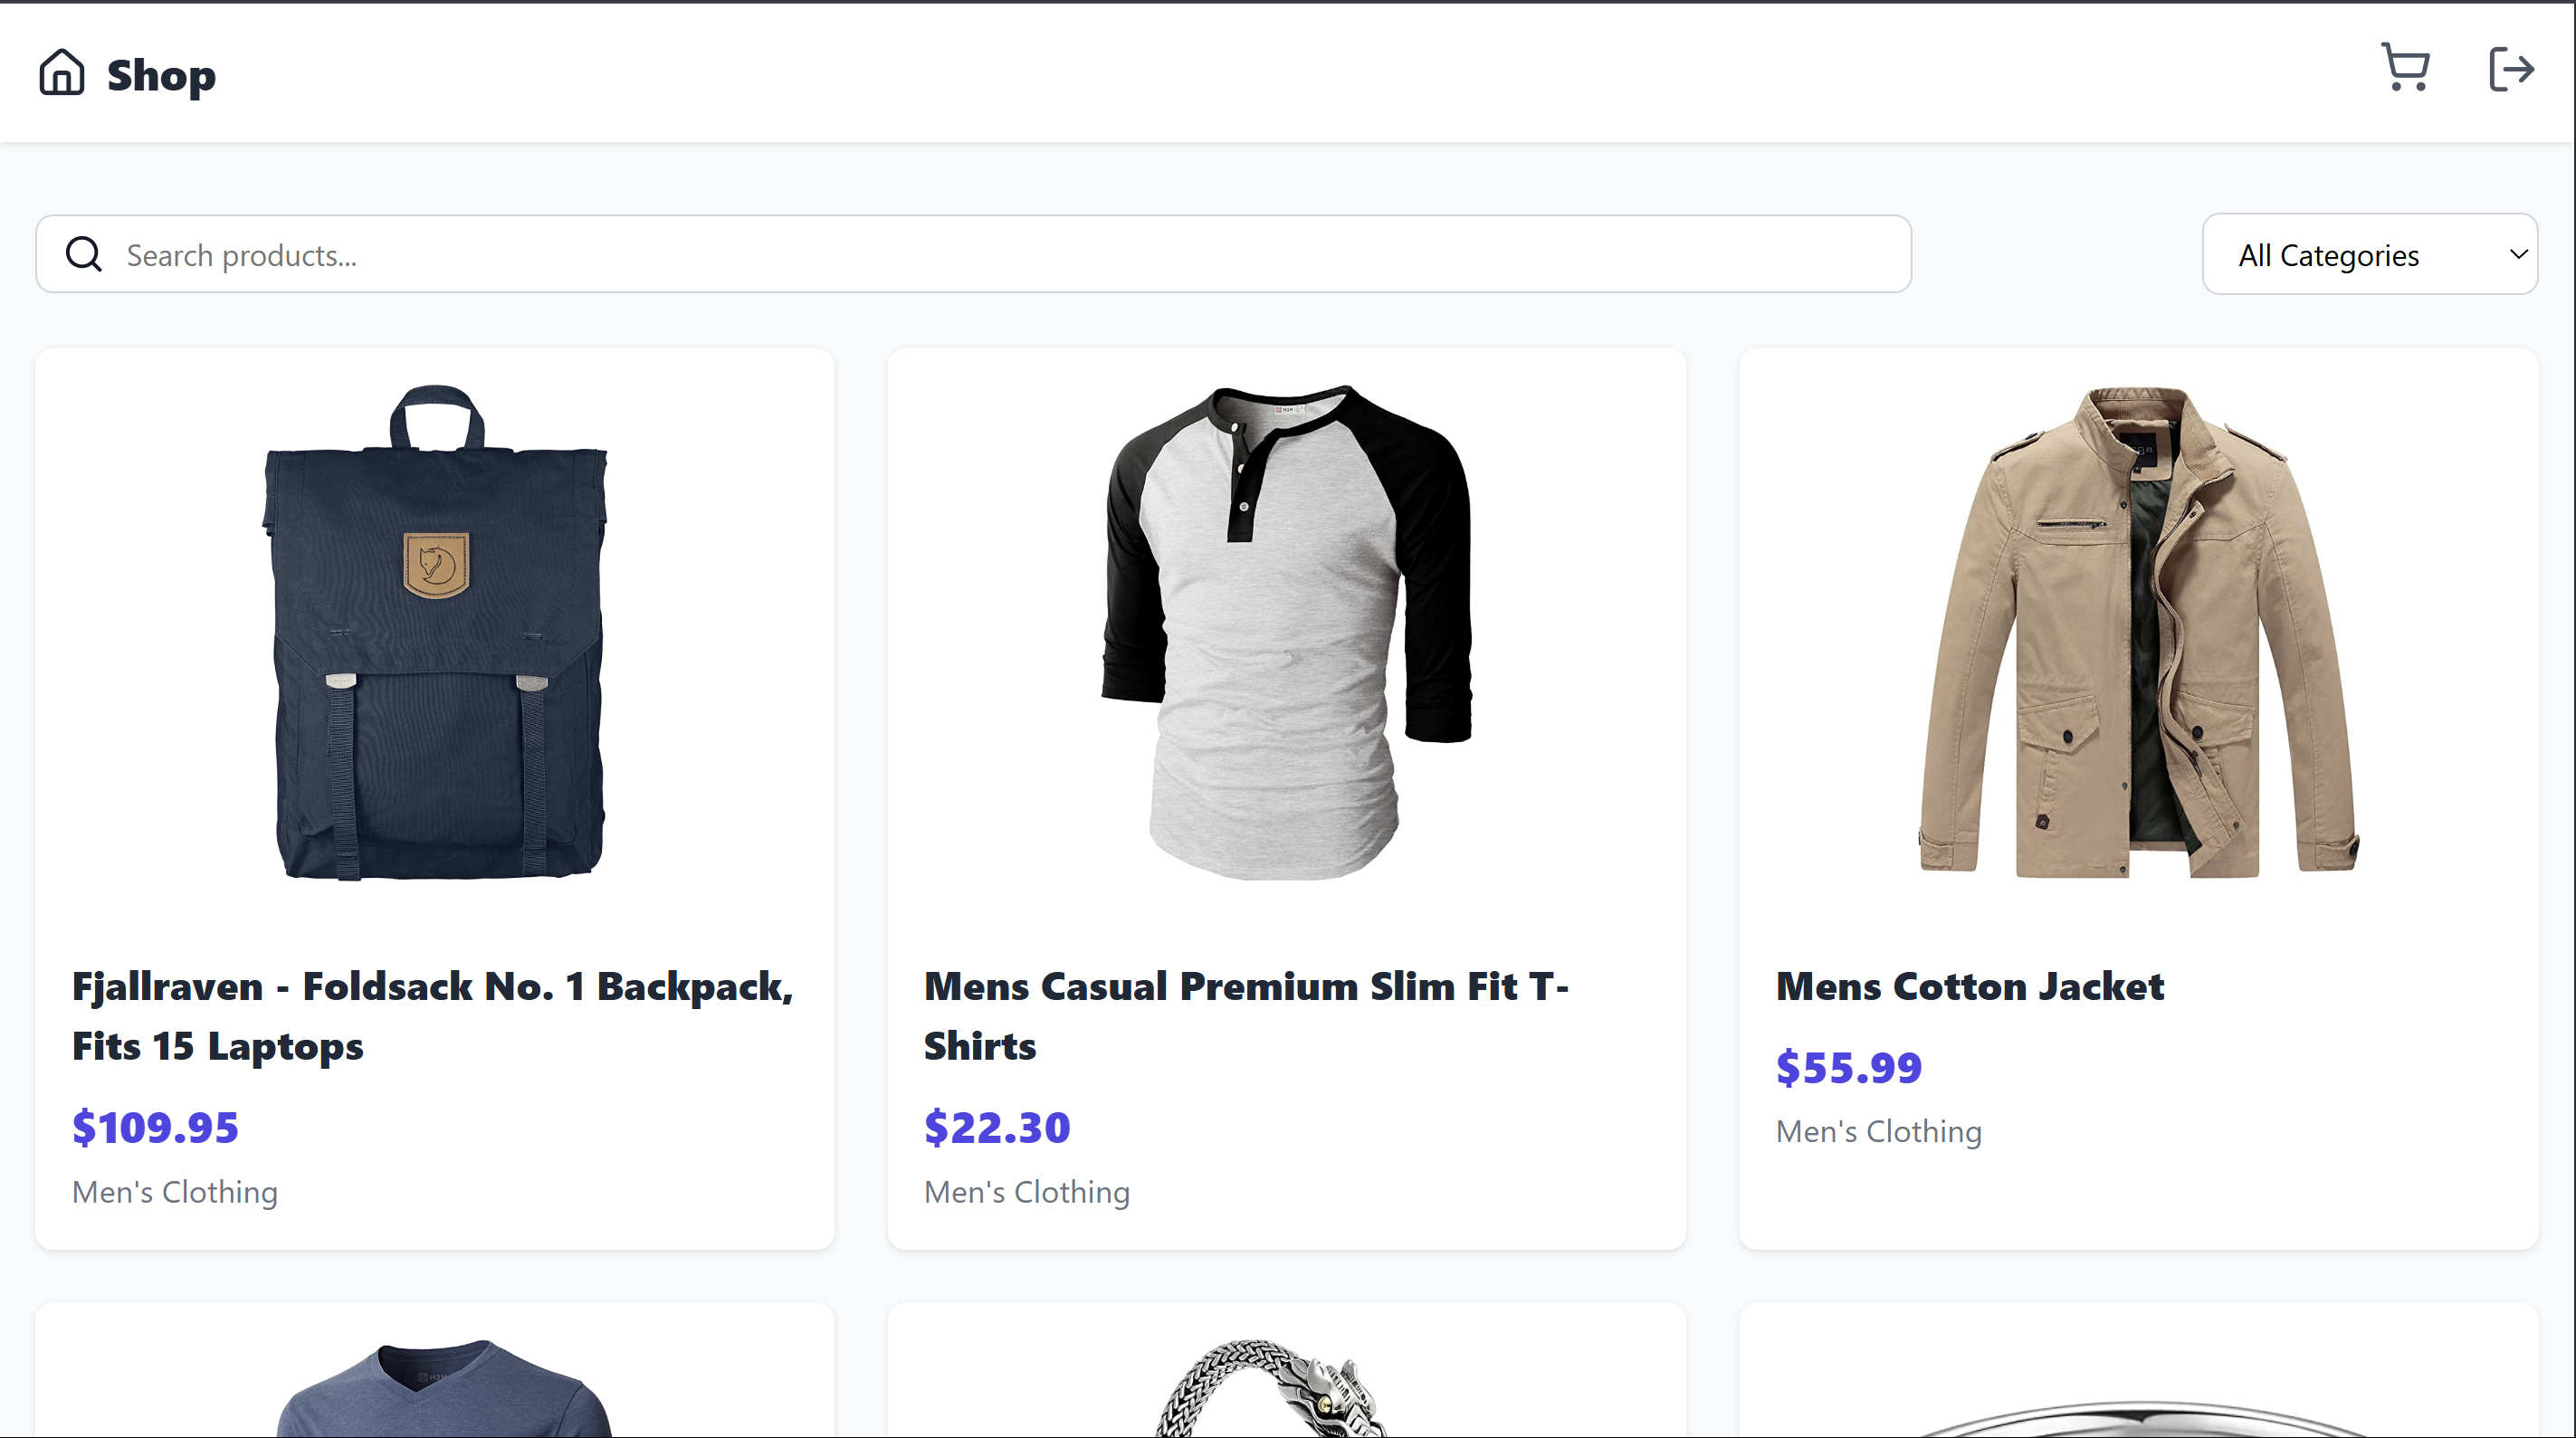 Shop
Search products...
All Categories
Fjallraven - Foldsack No. 1 Backpack,
Fits 15 Laptops
$109.95
Men's Clothing
Mens Casual Premium Slim Fit T-
Shirts
$22.30
Men's Clothing
Mens Cotton Jacket
$55.99
Men's Clothing